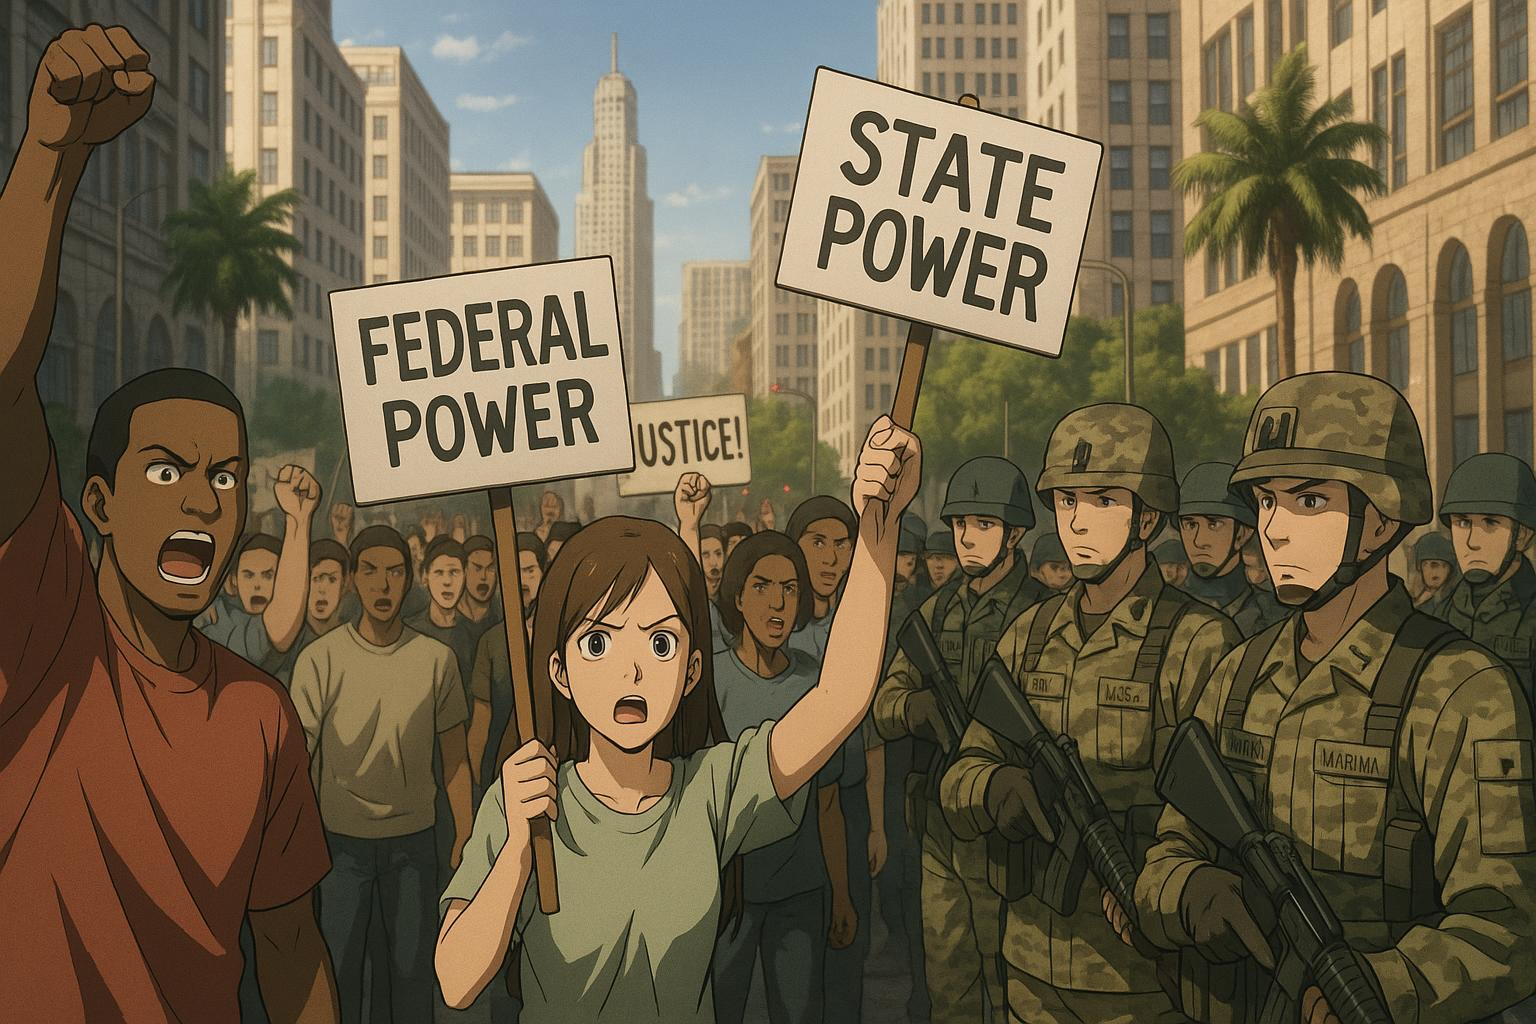 FEDERAL
POWER
STATE
POWER
USTICE!
MARIMA